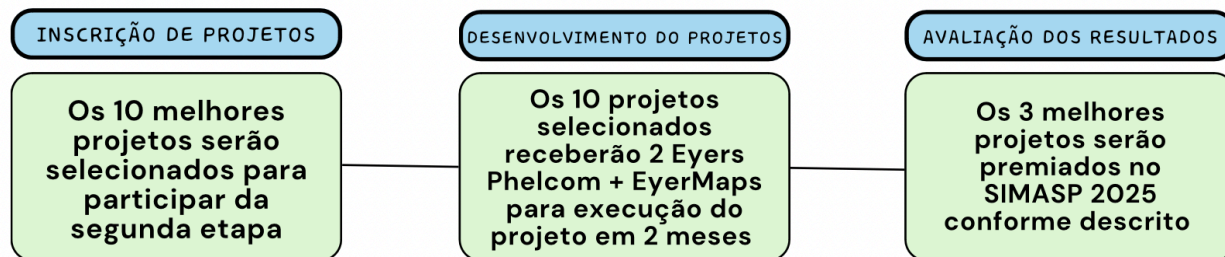 INSCRIÇÃO DE PROJETOS
Os 10 melhores
projetos serão
selecionados para
participar da
segunda etapa
DESENVOLVIMENTO DO PROJETOS
Os 10 projetos
selecionados
receberão 2 Eyers
Phelcom + EyerMaps
para execução do
projeto em 2 meses
AVALIAÇÃO DOS RESULTADOS
Os 3 melhores
projetos serão
premiados no
SIMASP 2025
conforme descrito